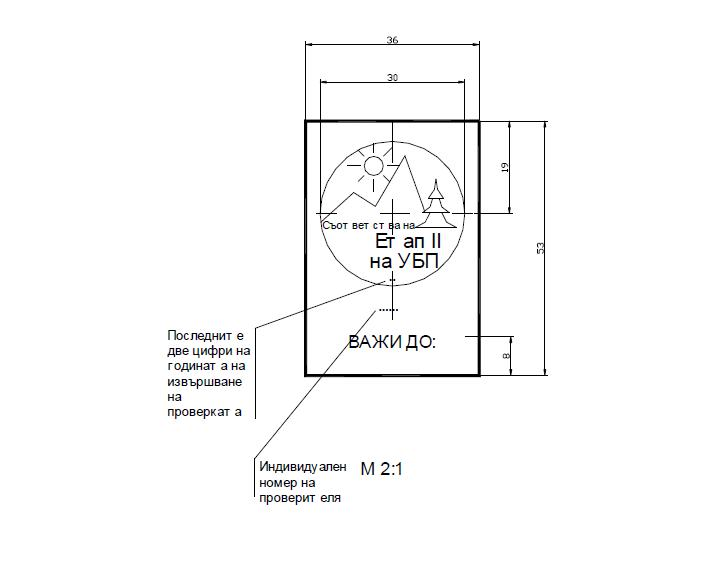 36
30
19
53
Съответства на
Етап II
на УБП
ВАЖИ ДО:
8
Последните
две цифри на
годината на
извършване
на
проверката
Индивидуален
номер на
проверителя
М 2:1